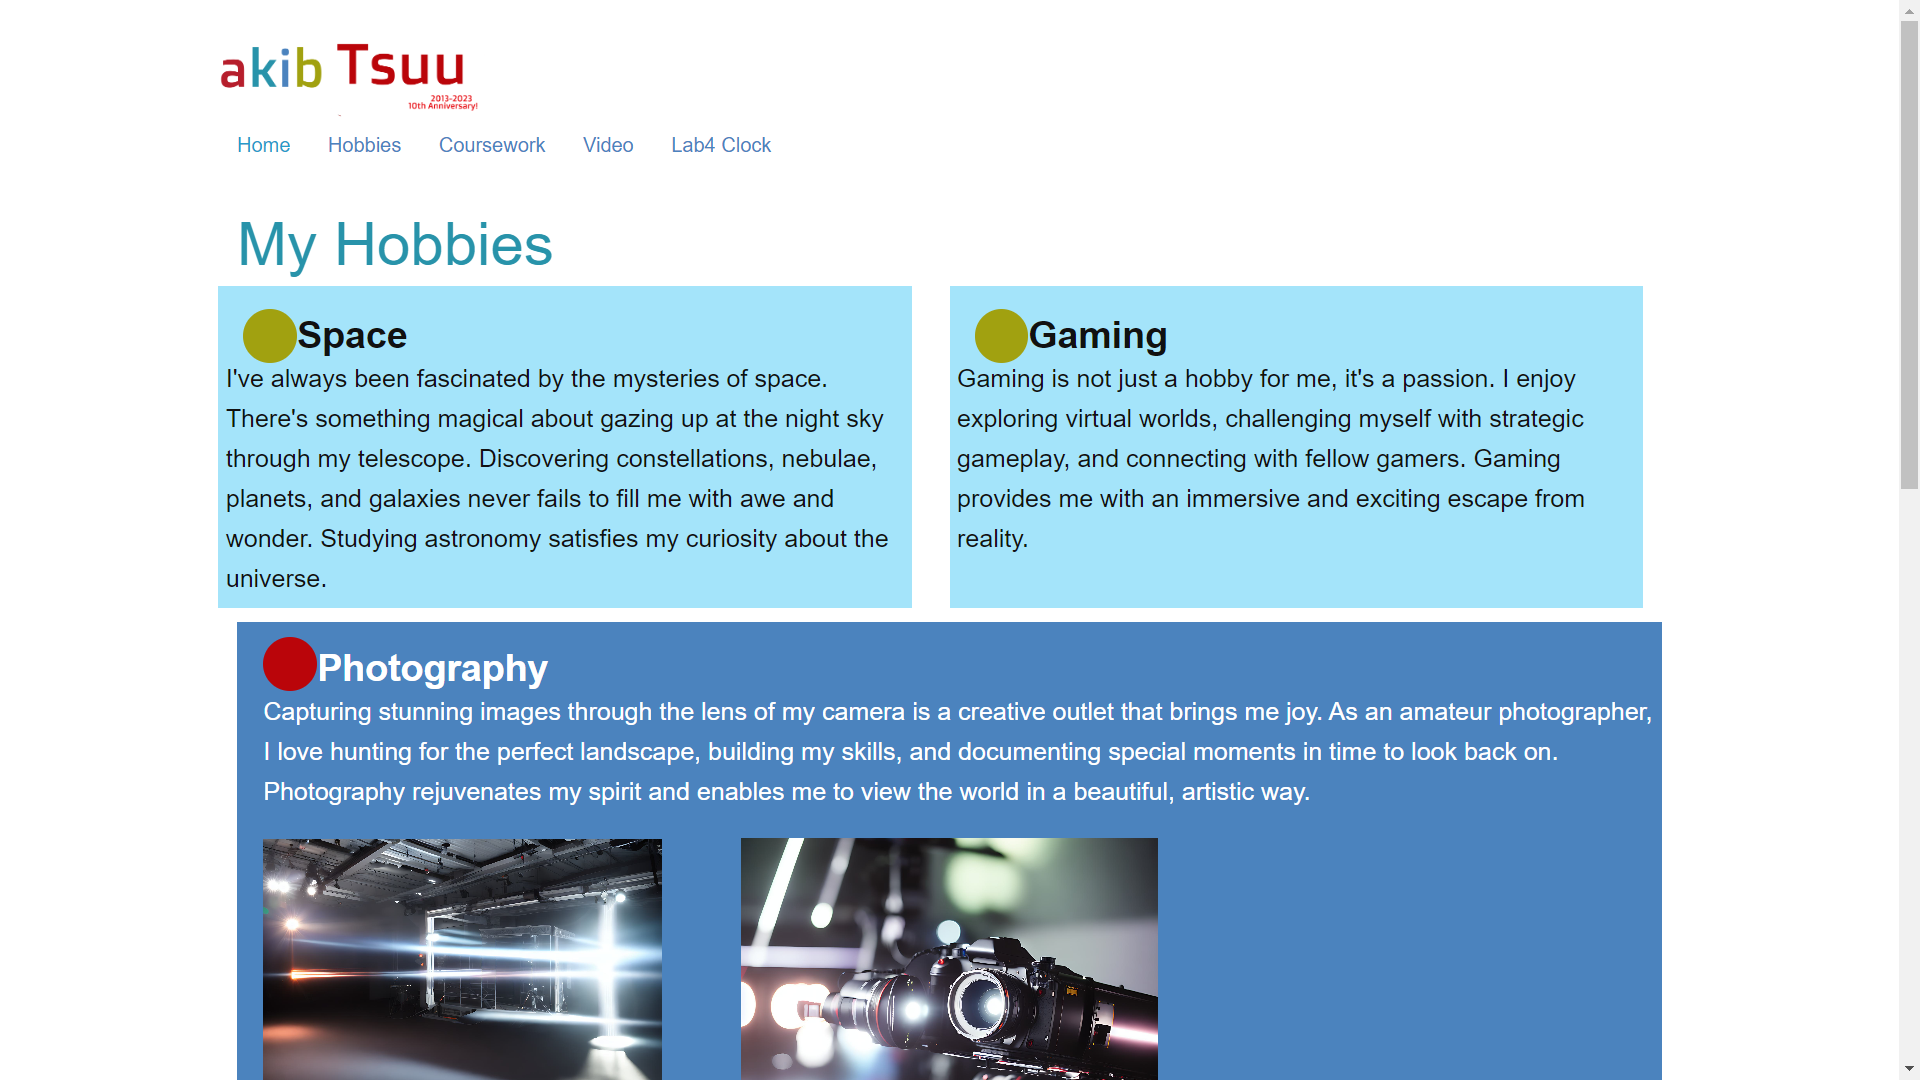 akib Tsuu
2013-2023
10th Anniversary!
Home Hobbies Coursework Video Lab4 Clock
My Hobbies
Space
I've always been fascinated by the mysteries of space.
There's something magical about gazing up at the night sky
through my telescope. Discovering constellations, nebulae,
planets, and galaxies never fails to fill me with awe and
wonder. Studying astronomy satisfies my curiosity about the
universe.
Gaming
Gaming is not just a hobby for me, it's a passion. I enjoy
exploring virtual worlds, challenging myself with strategic
gameplay, and connecting with fellow gamers. Gaming
provides me with an immersive and exciting escape from
reality.
Photography
Capturing stunning images through the lens of my camera is a creative outlet that brings me joy. As an amateur photographer,
I love hunting for the perfect landscape, building my skills, and documenting special moments in time to look back on.
Photography rejuvenates my spirit and enables me to view the world in a beautiful, artistic way.